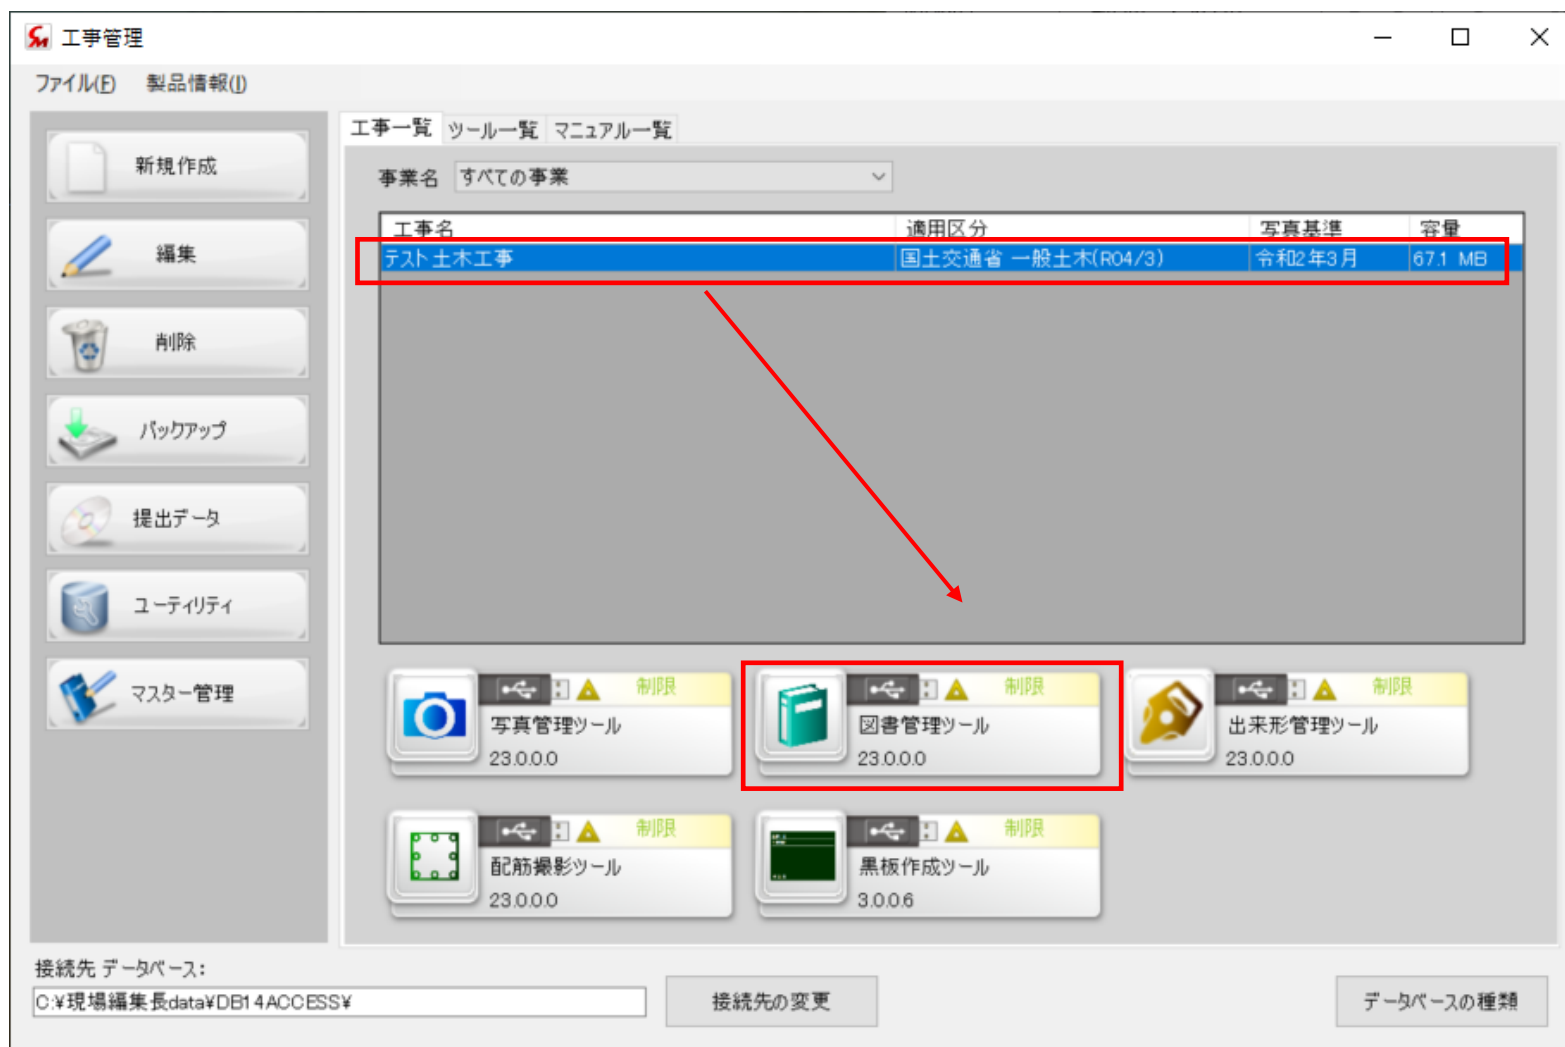 工事管理
ファイル(F) 製品情報(I)
新規作成
編集
削除
バックアップ
提出データ
ユーティリティ
マスター管理
工事一覧 ツール一覧 マニュアル一覧
事業名 すべての事業
工事名 適用区分 写真基準 容量
テスト土木工事 国土交通省 一般土木(R04/3) 令和2年3月 67.1 MB
制限
写真管理ツール
23.0.0.0
制限
図書管理ツール
23.0.0.0
制限
出来形管理ツール
23.0.0.0
制限
配筋撮影ツール
23.0.0.0
制限
黒板作成ツール
3.0.0.6
接続先 データベース:
C:¥現場編集長data¥DB14ACCESS¥
接続先の変更
データベースの種類